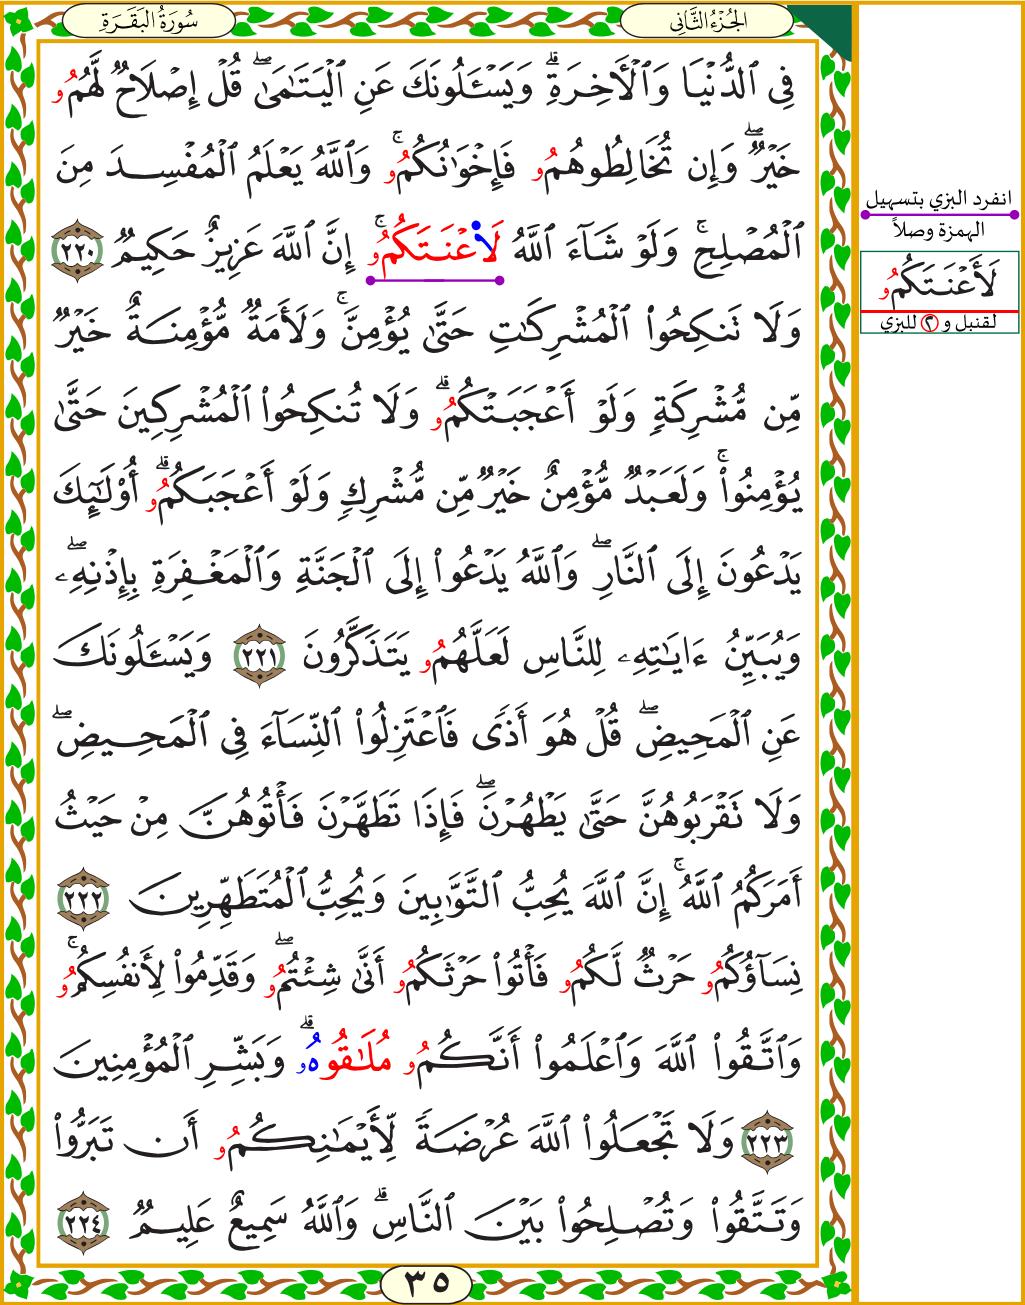 سُورَةُ البَقَرَةِ
الجُزْءُ الثَّانِي
فِي ٱلدُّنۡيَا وَٱلۡأٓخِرَةِۗ وَيَسۡـَٔلُونَكَ عَنِ ٱلۡيَتَٰمَىٰۖ قُلۡ إِصۡلَاحٞ لَّهُمُۥ
خَيۡرٞۖ وَإِن تُخَالِطُوهُمُۥ فَإِخۡوَٰنُكُمُۥۚ وَٱللَّهُ يَعۡلَمُ ٱلۡمُفۡسِدَ مِنَ
ٱلۡمُصۡلِحِۚ وَلَوۡ شَآءَ ٱللَّهُ لَا۬عۡنَتَكُمُۥۚ إِنَّ ٱللَّهَ عَزِيزٌ حَكِيمٞ ٢٢٠
وَلَا تَنكِحُواْ ٱلۡمُشۡرِكَٰتِ حَتَّىٰ يُؤۡمِنَّۚ وَلَأَمَةٞ مُّؤۡمِنَةٌ خَيۡرٞ
مِّن مُّشۡرِكَةٖ وَلَوۡ أَعۡجَبَتۡكُمُۥۗ وَلَا تُنكِحُواْ ٱلۡمُشۡرِكِينَ حَتَّىٰ
يُؤۡمِنُواْۚ وَلَعَبۡدٞ مُّؤۡمِنٌ خَيۡرٞ مِّن مُّشۡرِكٖ وَلَوۡ أَعۡجَبَكُمُۥۗ أُوْلَٰٓئِكَ
يَدۡعُونَ إِلَى ٱلنَّارِۖ وَٱللَّهُ يَدۡعُواْ إِلَى ٱلۡجَنَّةِ وَٱلۡمَغۡفِرَةِ بِإِذۡنِهِۦۖ
وَيُبَيِّنُ ءَايَٰتِهِۦ لِلنَّاسِ لَعَلَّهُمُۥ يَتَذَكَّرُونَ ٢٢١ وَيَسۡـَٔلُونَكَ
عَنِ ٱلۡمَحِيضِۖ قُلۡ هُوَ أَذٗى فَٱعۡتَزِلُواْ ٱلنِّسَآءَ فِي ٱلۡمَحِيضِۖ
وَلَا تَقۡرَبُوهُنَّ حَتَّىٰ يَطۡهُرۡنَۖ فَإِذَا تَطَهَّرۡنَ فَأۡتُوهُنَّ مِنۡ حَيۡثُ
أَمَرَكُمُ ٱللَّهُۚ إِنَّ ٱللَّهَ يُحِبُّ ٱلتَّوَّٰبِينَ وَيُحِبُّ ٱلۡمُتَطَهِّرِينَ ٢٢٢
نِسَآؤُكُمُۥ حَرۡثٞ لَّكُمُۥ فَأۡتُواْ حَرۡثَكُمُۥ أَنَّىٰ شِئۡتُمُۥۖ وَقَدِّمُواْ لِأَنفُسِكُمُۥۚ
وَٱتَّقُواْ ٱللَّهَ وَٱعۡلَمُوٓاْ أَنَّكُمُۥ مُلَٰقُوهُۥۗ وَبَشِّرِ ٱلۡمُؤۡمِنِينَ
٢٢٣ وَلَا تَجۡعَلُواْ ٱللَّهَ عُرۡضَةٗ لِّأَيۡمَٰنِكُمُۥ أَن تَبَرُّواْ
وَتَتَّقُواْ وَتُصۡلِحُواْ بَيۡنَ ٱلنَّاسِۚ وَٱللَّهُ سَمِيعٌ عَلِيمٞ ٢٢٤
٣٥
انفرد البزي بتسهيل
الهمزة وصلاً
لَأَعۡنَتَكُمُۥ
لقنبل و ٢ للبزي